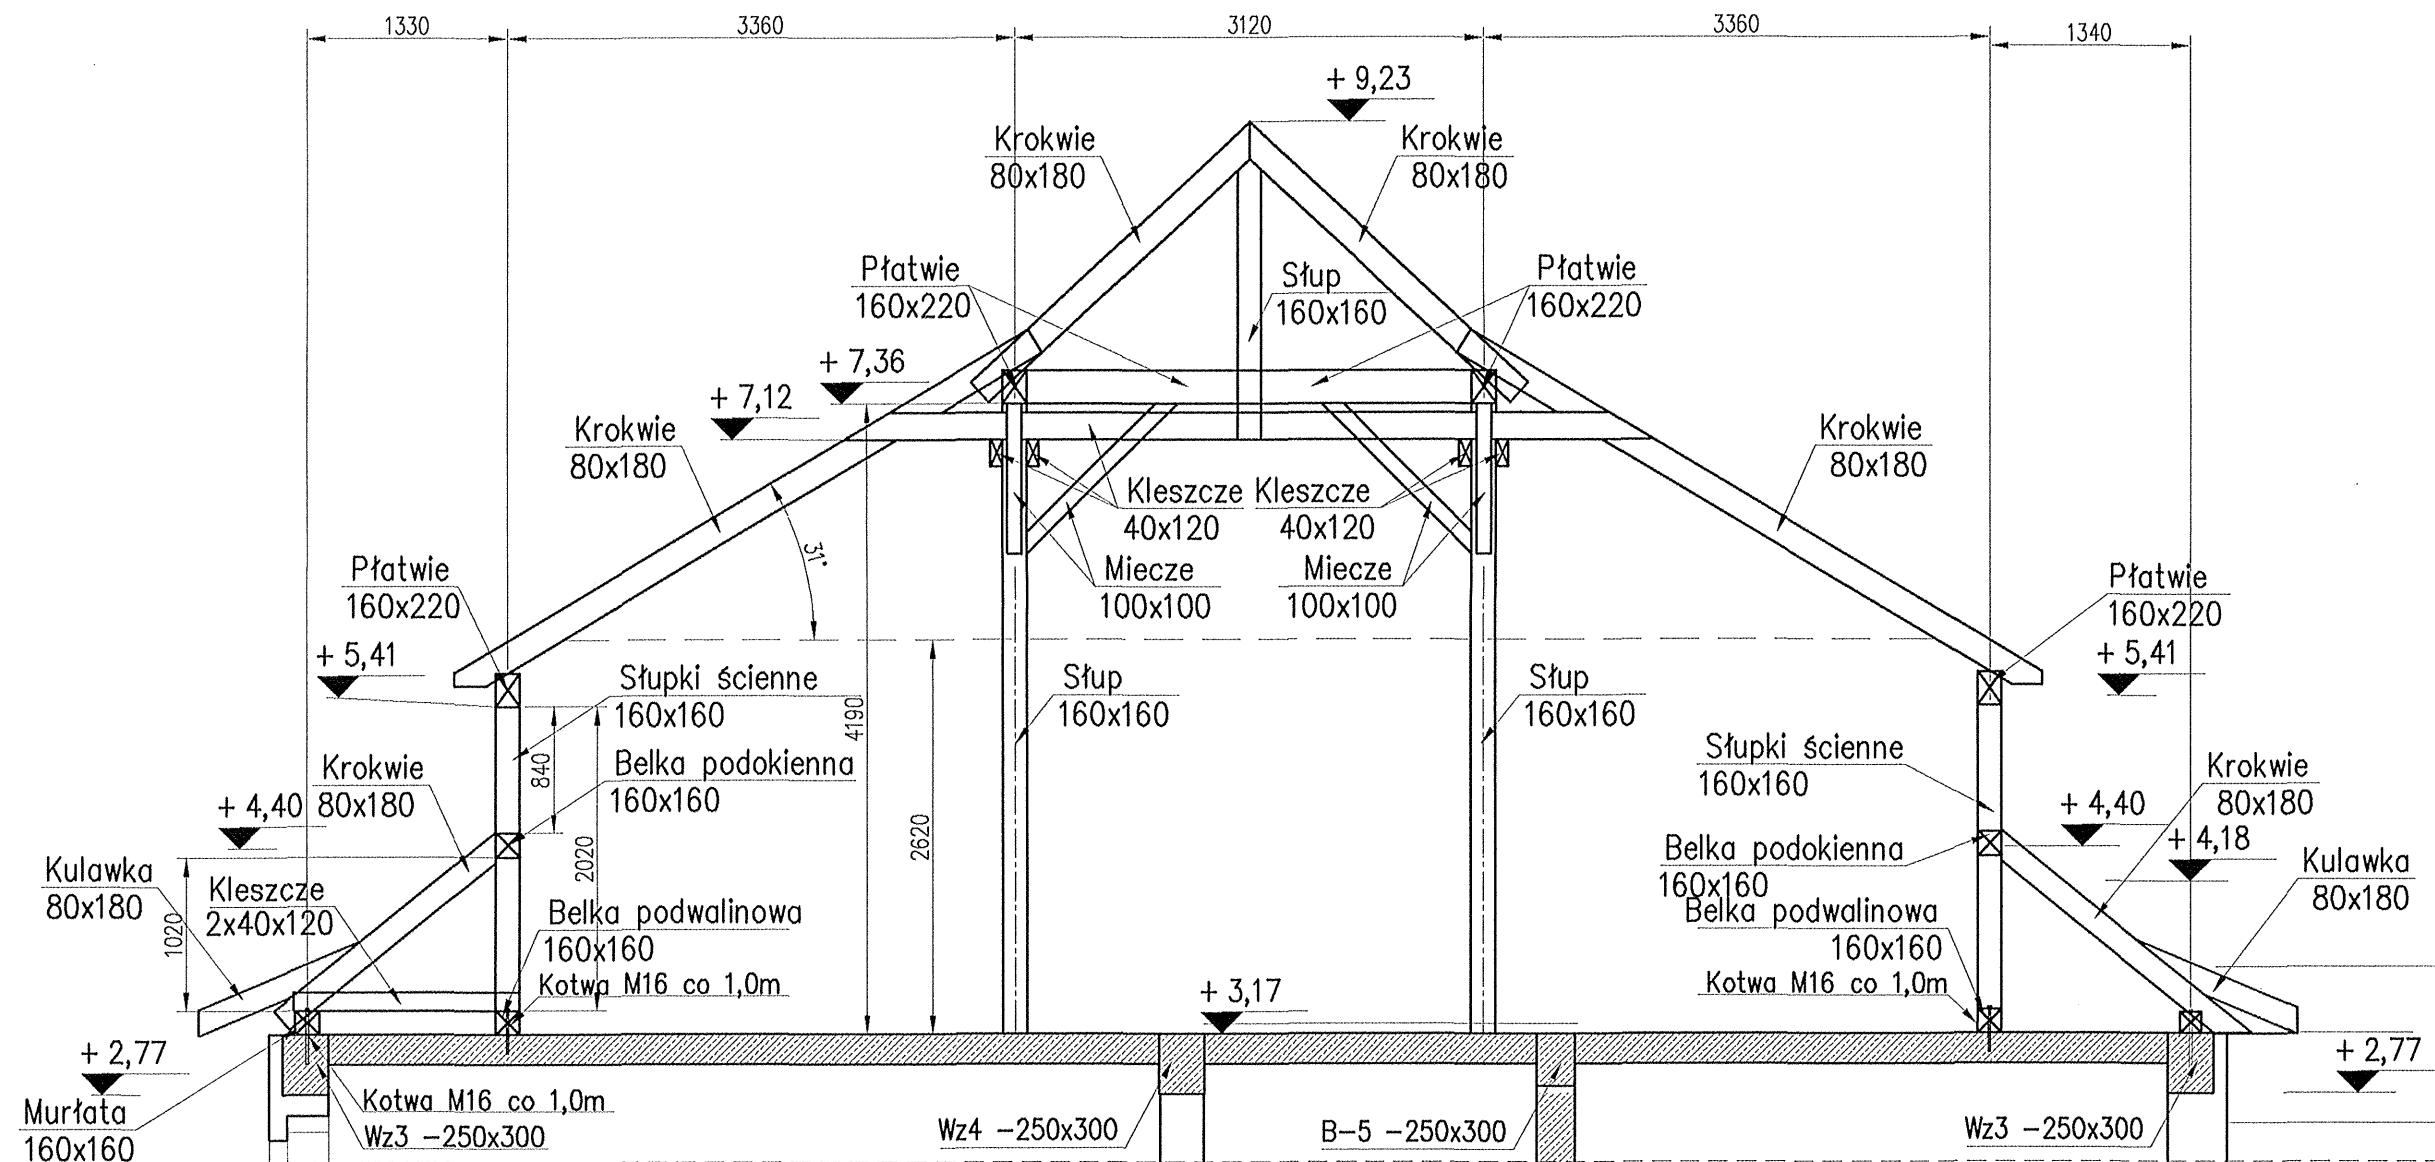 1330
3360
3120
3360
1340
+ 9,23
Krokwie
80x180
Krokwie
80x180
Płatwie
160x220
Słup
160x160
Płatwie
160x220
+ 7,36
+ 7,12
Krokwie
80x180
Krokwie
80x180
Kleszcze
40x120
Kleszcze
40x120
31°
Miecze
100x100
Miecze
100x100
Płatwie
160x220
Płatwie
160x220
+ 5,41
+ 5,41
Słupki ścienne
160x160
Słup
160x160
Słup
160x160
4190
840
2020
2620
1020
Krokwie
80x180
Belka podokienna
160x160
Słupki ścienne
160x160
Krokwie
80x180
+ 4,40
+ 4,40
+ 4,18
Kulawka
80x180
Kleszcze
2x40x120
Belka podokienna
160x160
Kulawka
80x180
Belka podwalinowa
160x160
Belka podwalinowa
160x160
Kotwa M16 co 1,0m
Kotwa M16 co 1,0m
+ 3,17
+ 2,77
+ 2,77
Murłata
160x160
Kotwa M16 co 1,0m
Wz3 -250x300
Wz4 -250x300
B-5 -250x300
Wz3 -250x300